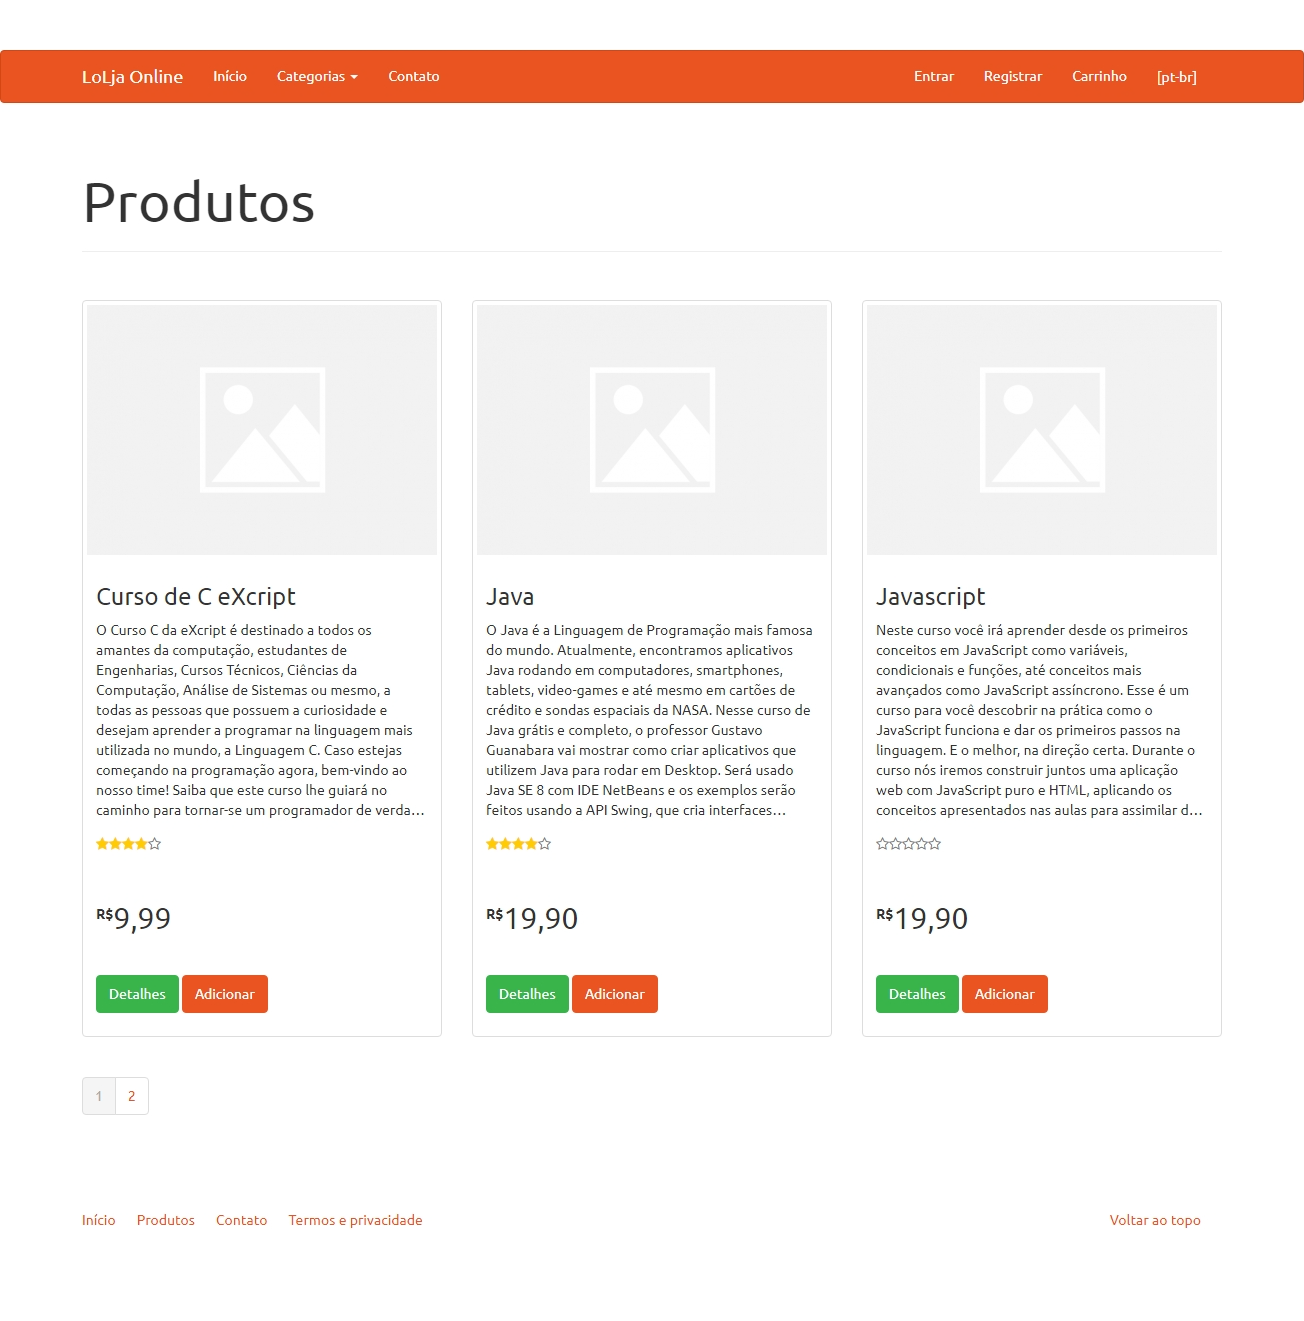 LoLja Online Início Categorias Contato Entrar Registrar Carrinho [pt-br]
Produtos
Curso de C eXcript
O Curso C da eXcript é destinado a todos os
amantes da computação, estudantes de
Engenharias, Cursos Técnicos, Ciências da
Computação, Análise de Sistemas ou mesmo, a
todas as pessoas que possuem a curiosidade e
desejam aprender a programar na linguagem mais
utilizada no mundo, a Linguagem C. Caso estejas
começando na programação agora, bem-vindo ao
nosso time! Saiba que este curso lhe guiará no
caminho para tornar-se um programador de verda...
R$9,99
Detalhes Adicionar
Java
O Java é a Linguagem de Programação mais famosa
do mundo. Atualmente, encontramos aplicativos
Java rodando em computadores, smartphones,
tablets, video-games e até mesmo em cartões de
crédito e sondas espaciais da NASA. Nesse curso de
Java grátis e completo, o professor Gustavo
Guanabara vai mostrar como criar aplicativos que
utilizem Java para rodar em Desktop. Será usado
Java SE 8 com IDE NetBeans e os exemplos serão
feitos usando a API Swing, que cria interfaces...
R$19,90
Detalhes Adicionar
Javascript
Neste curso você irá aprender desde os primeiros
conceitos em JavaScript como variáveis,
condicionais e funções, até conceitos mais
avançados como JavaScript assíncrono. Esse é um
curso para você descobrir na prática como o
JavaScript funciona e dar os primeiros passos na
linguagem. E o melhor, na direção certa. Durante o
curso nós iremos construir juntos uma aplicação
web com JavaScript puro e HTML, aplicando os
conceitos apresentados nas aulas para assimilar d...
R$19,90
Detalhes Adicionar
1 2
Início Produtos Contato Termos e privacidade Voltar ao topo